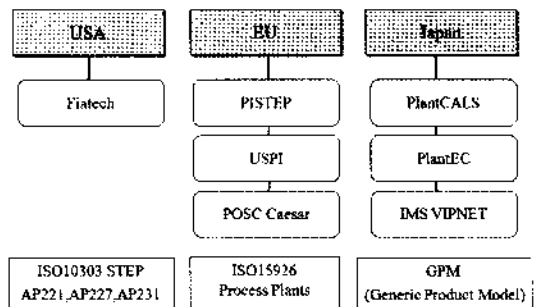 USA
EU
Japan
Fiatech
PISTEP
PlantCALS
USPI
PlantEC
POSC Caesar
IMS VIPNET
ISO10303 STEP
AP221,AP227,AP231
ISO15926
Process Plants
GPM
(Generic Product Model)